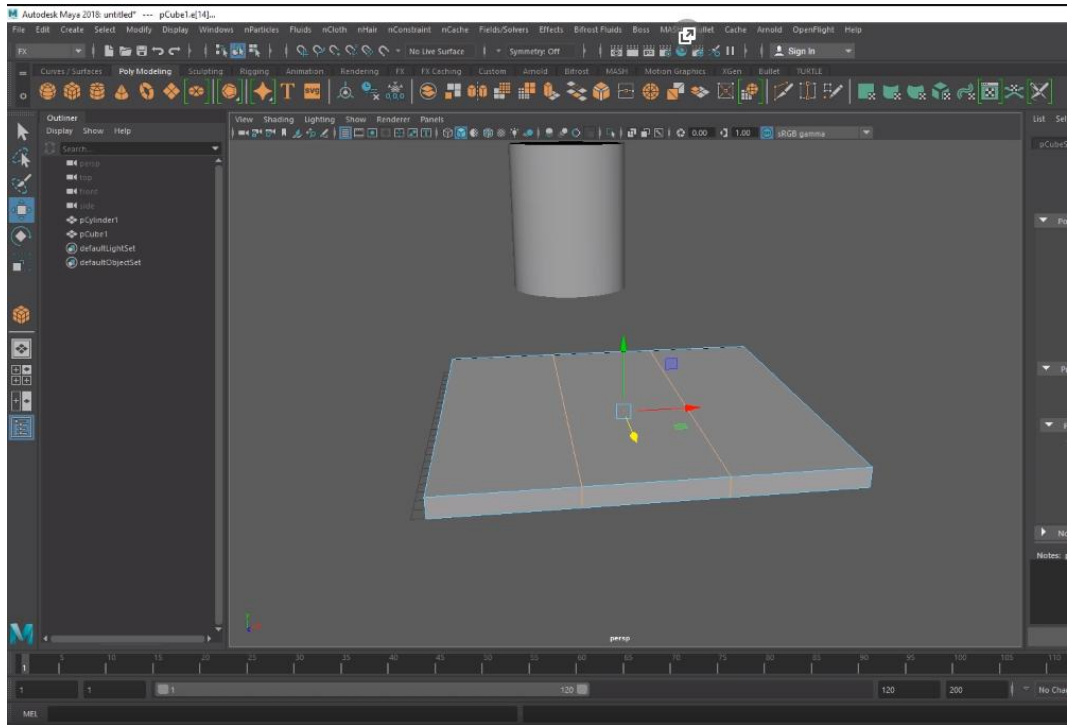 Autodesk Maya 2018: untitled* --- pCube1.e[14]...
File Edit Create Select Modify Display Windows nParticles Fluids nCloth nHair nConstraint nCache Fields/Solvers Effects Bifrost Fluids Boss Cache Arnold OpenFlight Help
FX No Live Surface Symmetry: Off Sign In
Curves / Surfaces Poly Modeling Sculpting Rigging Animation Rendering FX FX Caching Custom Arnold Bifrost MASH Motion Graphics XGen Bullet TURTLE
T svg
Outliner
Display Show Help
Search...
persp
top
front
side
pCylinder1
pCube1
defaultLightSet
defaultObjectSet
View Shading Lighting Show Renderer Panels
0.00 1.00 sRGB gamma
persp
List
Notes:
5 10 15 20 25 30 35 40 45 50 55 60 65 70 75 80 85 90 95 100 105 110
1
1 1 1 120 120 200
MEL